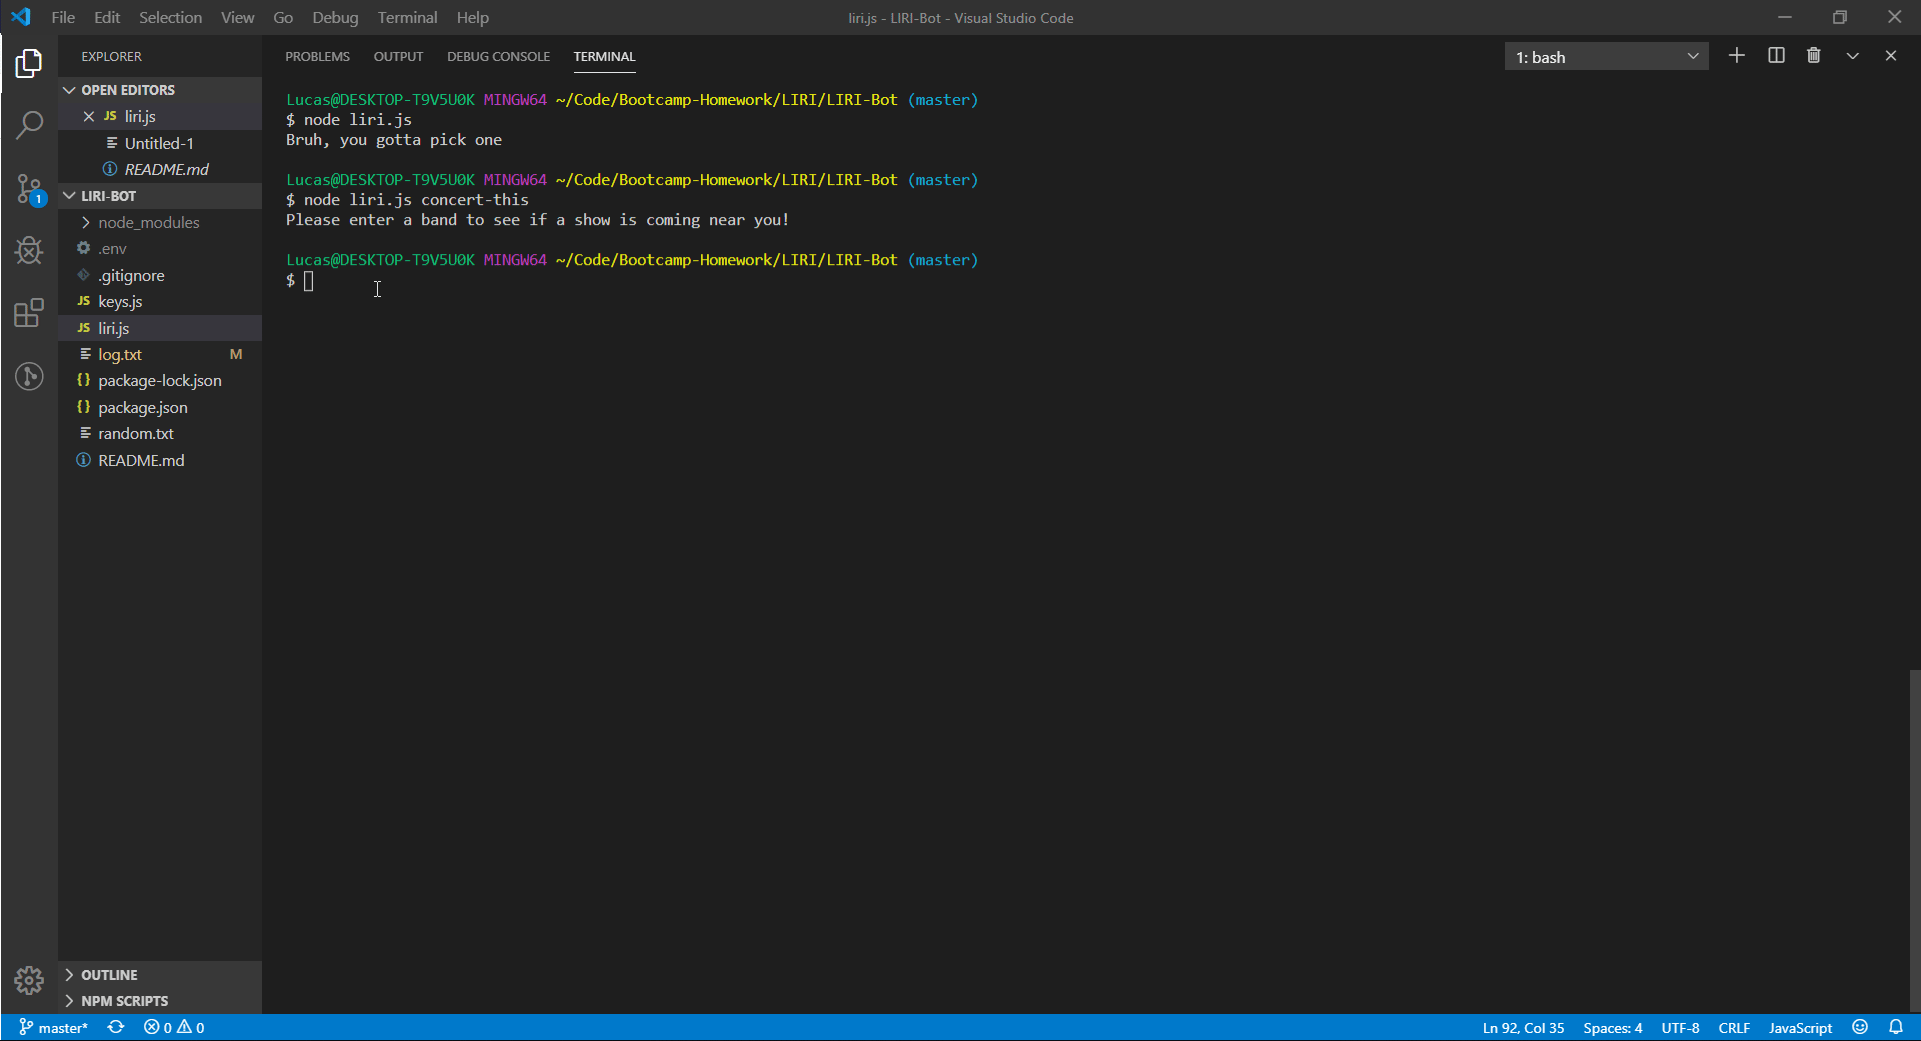 File Edit Selection View Go Debug Terminal Help
liri.js - LIRI-Bot - Visual Studio Code
EXPLORER
OPEN EDITORS
JS liri.js
Untitled-1
README.md
LIRI-BOT
node_modules
.env
.gitignore
JS keys.js
JS liri.js
log.txt M
{} package-lock.json
{} package.json
random.txt
README.md
OUTLINE
NPM SCRIPTS
1
PROBLEMS OUTPUT DEBUG CONSOLE TERMINAL
1: bash
Lucas@DESKTOP-T9V5U0K MINGW64 ~/Code/Bootcamp-Homework/LIRI/LIRI-Bot (master)
$ node liri.js
Bruh, you gotta pick one
Lucas@DESKTOP-T9V5U0K MINGW64 ~/Code/Bootcamp-Homework/LIRI/LIRI-Bot (master)
$ node liri.js concert-this
Please enter a band to see if a show is coming near you!
Lucas@DESKTOP-T9V5U0K MINGW64 ~/Code/Bootcamp-Homework/LIRI/LIRI-Bot (master)
$
master* 0 0
Ln 92, Col 35 Spaces: 4 UTF-8 CRLF JavaScript